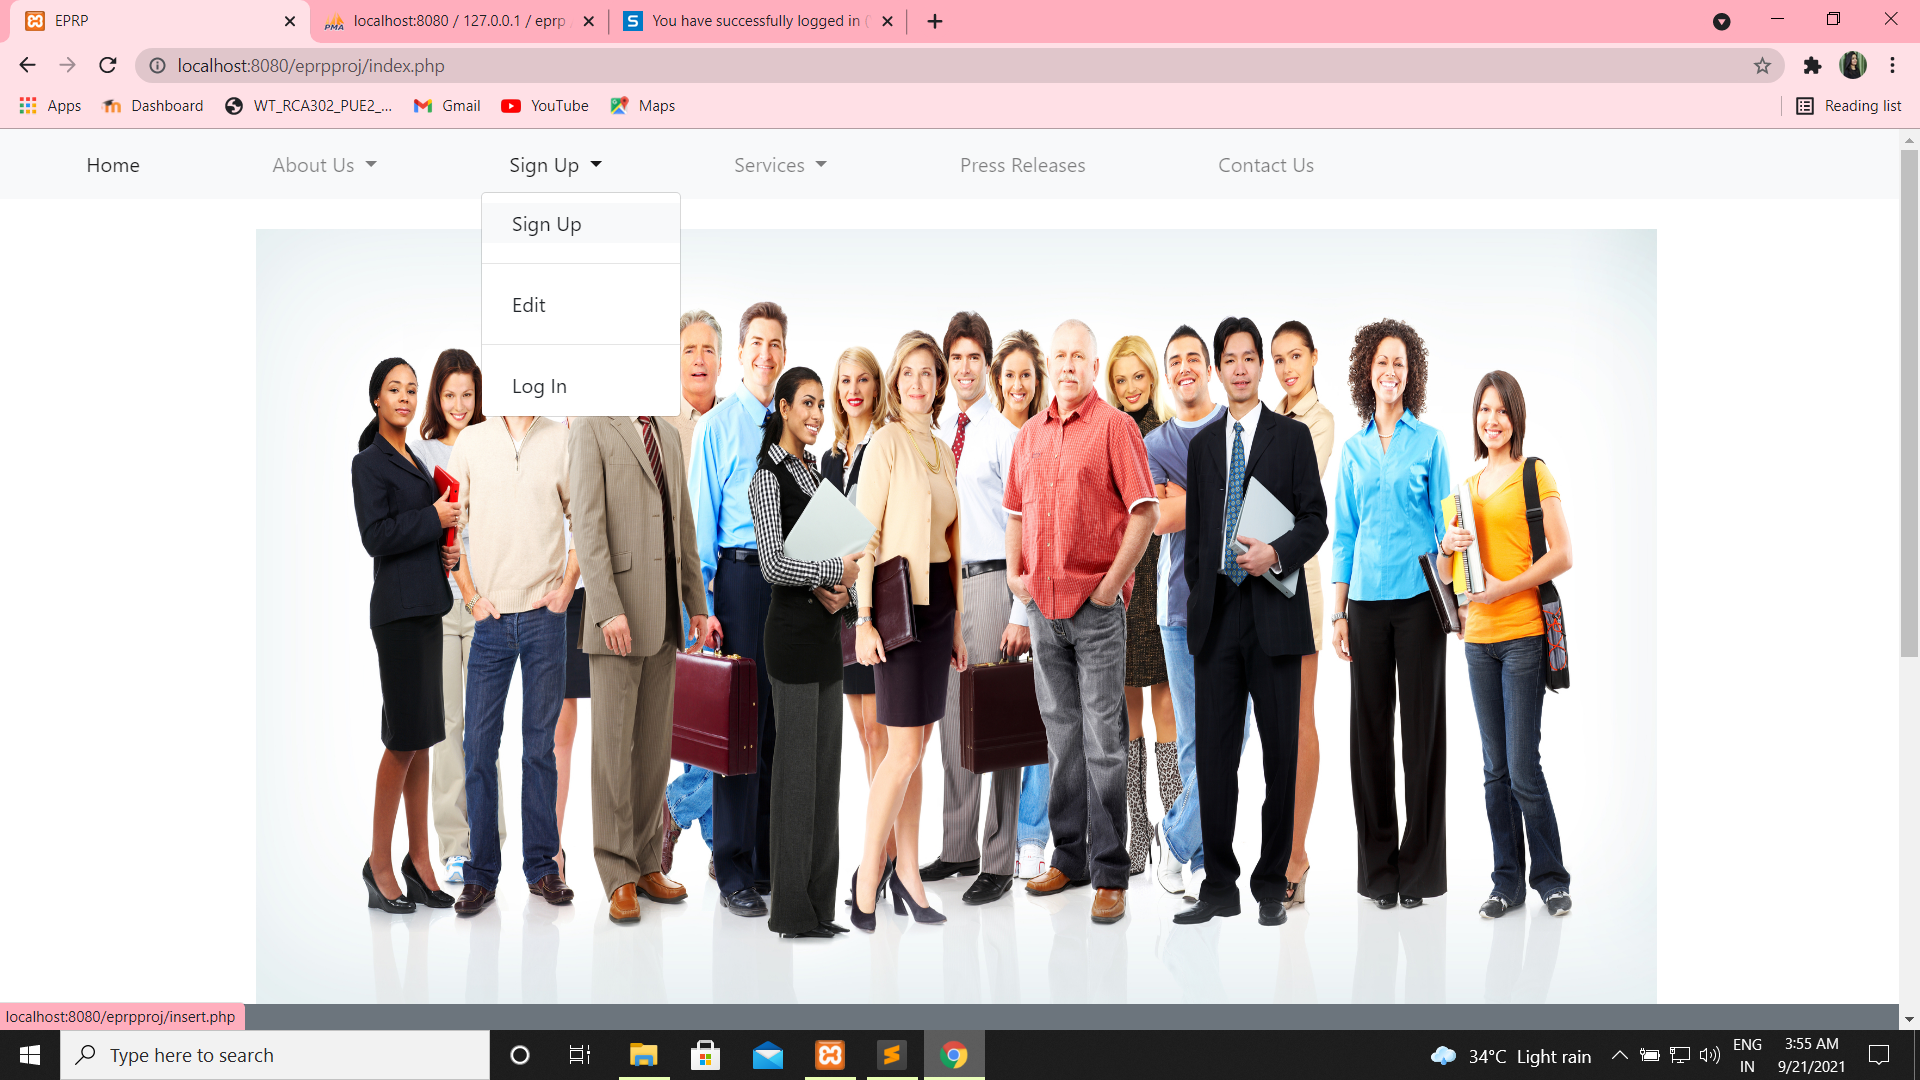 EPRP
localhost:8080 / 127.0.0.1 / eprp
You have successfully logged in (
localhost:8080/eprpproj/index.php
Apps
Dashboard
WT_RCA302_PUE2_...
Gmail
YouTube
Maps
Reading list
Home
About Us
Sign Up
Services
Press Releases
Contact Us
Sign Up
Edit
Log In
localhost:8080/eprpproj/insert.php
Type here to search
34°C Light rain
ENG
IN
3:55 AM
9/21/2021